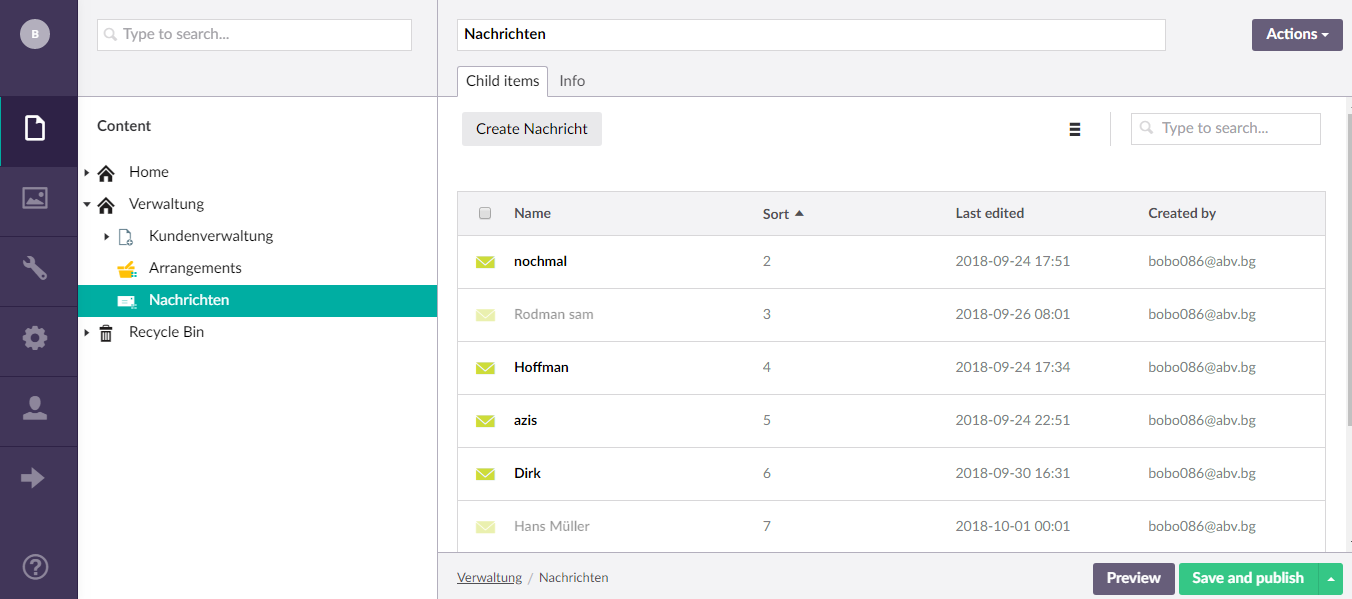 B
Type to search...
Nachrichten
Actions
Child items
Info
Content
Home
Verwaltung
Kundenverwaltung
Arrangements
Nachrichten
Recycle Bin
Create Nachricht
Type to search...
Name Sort Last edited Created by
nochmal 2 2018-09-24 17:51 bobo086@abv.bg
Rodman sam 3 2018-09-26 08:01 bobo086@abv.bg
Hoffman 4 2018-09-24 17:34 bobo086@abv.bg
azis 5 2018-09-24 22:51 bobo086@abv.bg
Dirk 6 2018-09-30 16:31 bobo086@abv.bg
Hans Müller 7 2018-10-01 00:01 bobo086@abv.bg
Verwaltung / Nachrichten
Preview
Save and publish